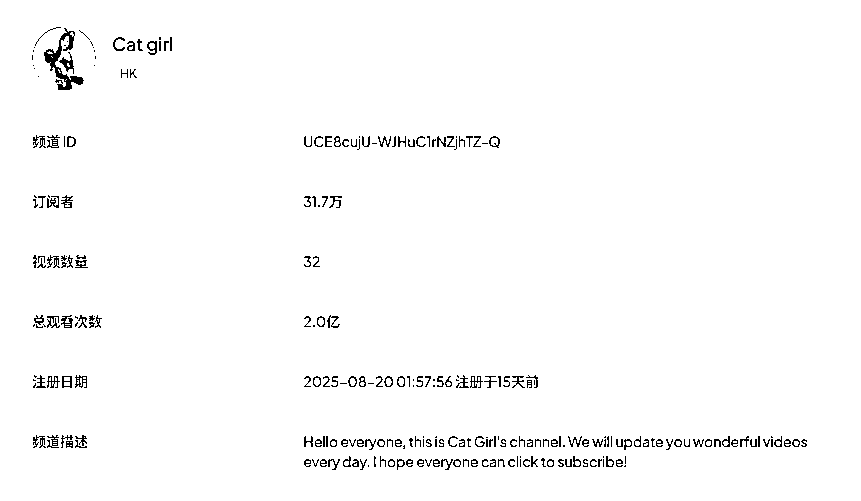 Cat girl
HK
频道 ID
UCE8cujU-WJHuC1rNZjhTZ-Q
订阅者
31.7万
视频数量
32
总观看次数
2.0亿
注册日期
2025-08-20 01:57:56 注册于15天前
频道描述
Hello everyone, this is Cat Girl's channel. We will update you wonderful videos
every day. I hope everyone can click to subscribe!